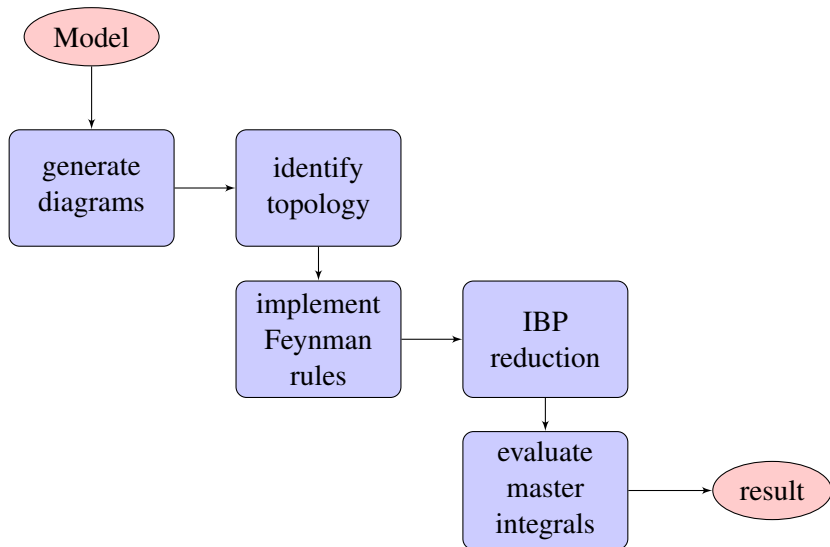 Model
generate
diagrams
identify
topology
implement
Feynman
rules
IBP
reduction
evaluate
master
integrals
result